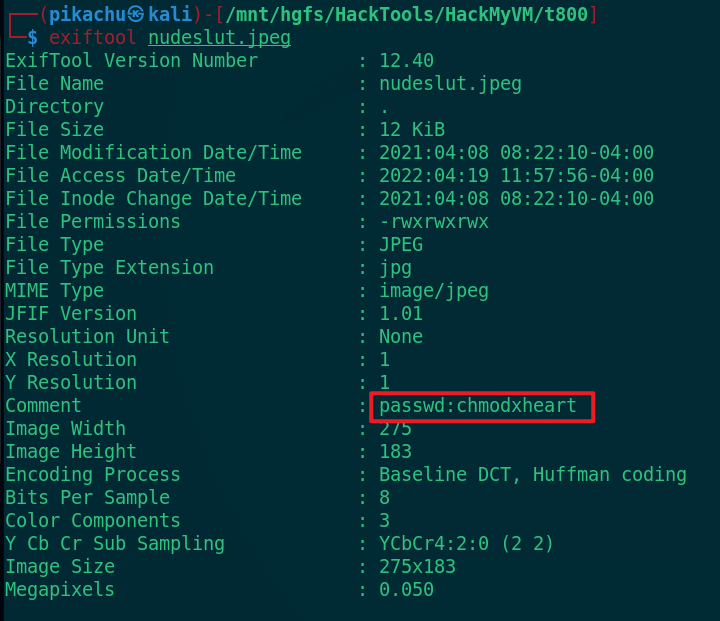 ┌──(pikachu㉿kali)-[/mnt/hgfs/HackTools/HackMyVM/t800]
└─$ exiftool nudeslut.jpeg
ExifTool Version Number         : 12.40
File Name                       : nudeslut.jpeg
Directory                       : .
File Size                       : 12 KiB
File Modification Date/Time     : 2021:04:08 08:22:10-04:00
File Access Date/Time           : 2022:04:19 11:57:56-04:00
File Inode Change Date/Time     : 2021:04:08 08:22:10-04:00
File Permissions                : -rwxrwxrwx
File Type                       : JPEG
File Type Extension             : jpg
MIME Type                       : image/jpeg
JFIF Version                    : 1.01
Resolution Unit                 : None
X Resolution                    : 1
Y Resolution                    : 1
Comment                         : passwd:chmodxheart
Image Width                     : 275
Image Height                    : 183
Encoding Process                : Baseline DCT, Huffman coding
Bits Per Sample                 : 8
Color Components                : 3
Y Cb Cr Sub Sampling            : YCbCr4:2:0 (2 2)
Image Size                      : 275x183
Megapixels                      : 0.050